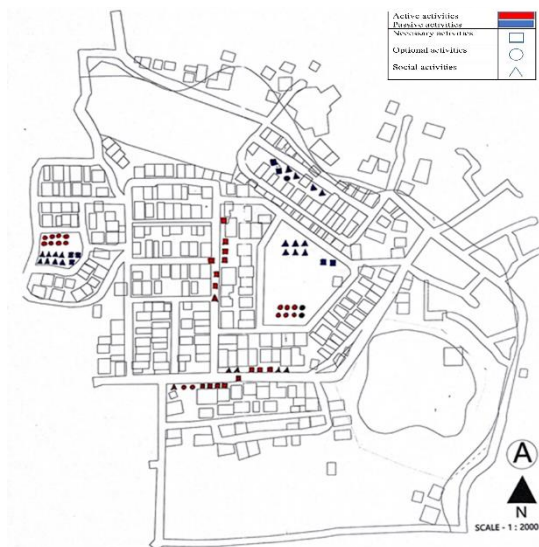 Active activities
Passive activities
Necessary activities
Optional activities
Social activities
A
N
SCALE - 1 : 2000